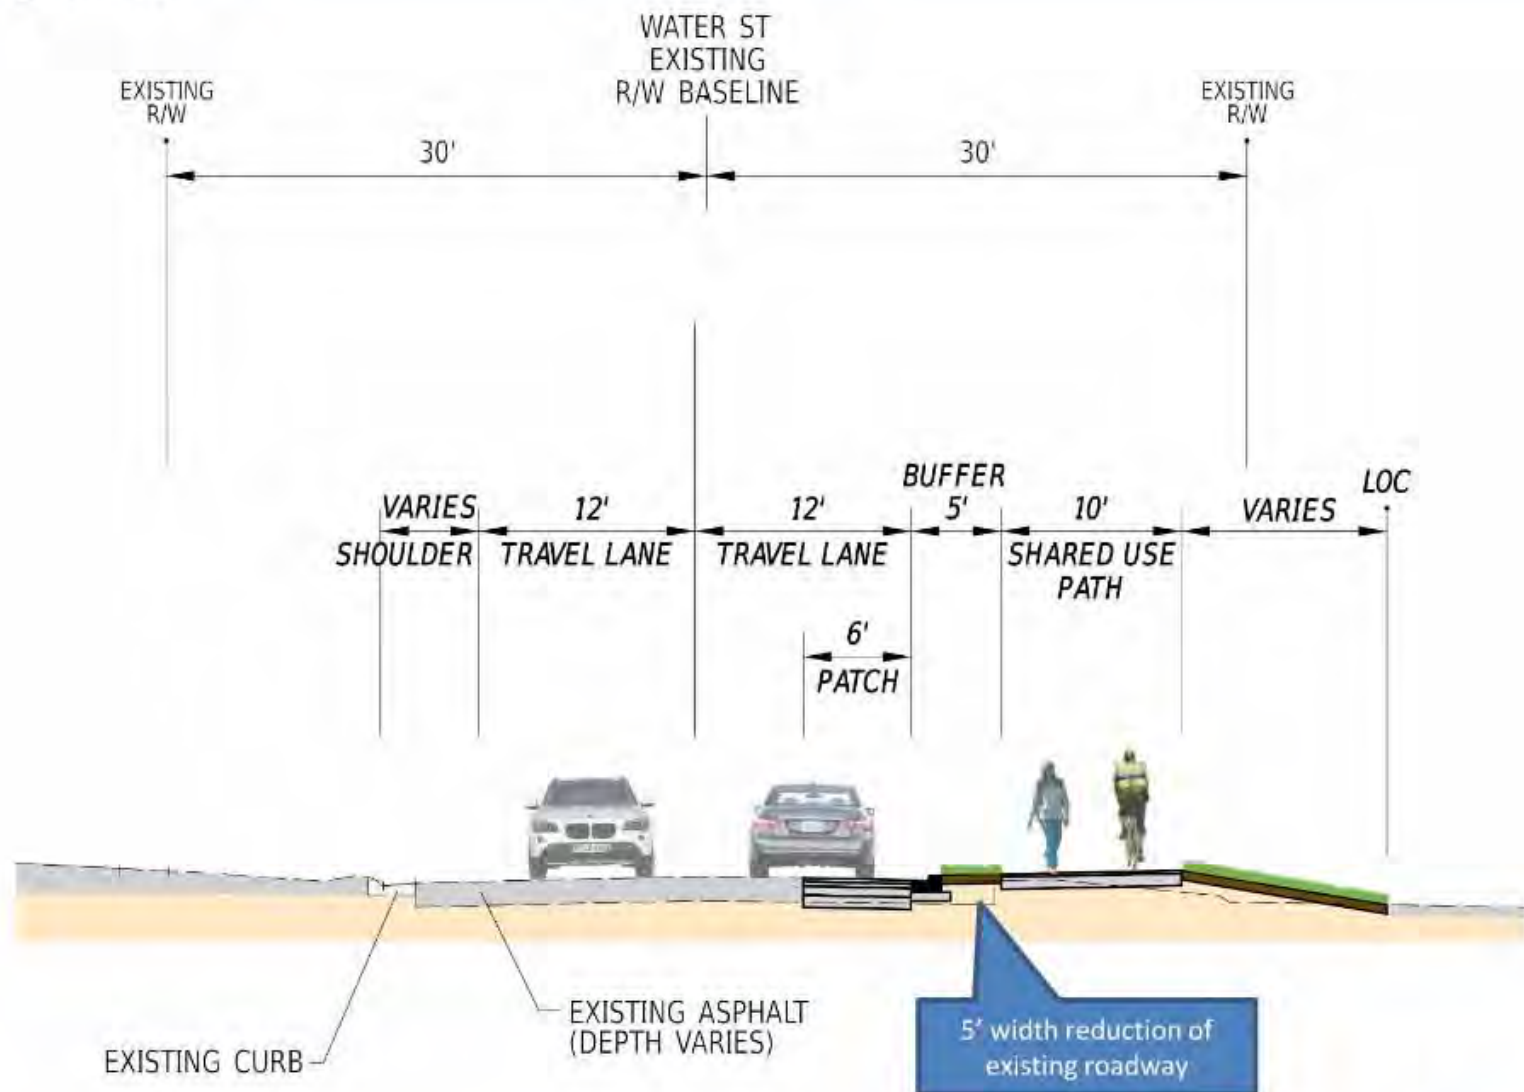 WATER ST
EXISTING
R/W BASELINE
EXISTING
R/W
EXISTING
R/W
30'
30'
BUFFER
LOC
VARIES
12'
12'
5'
10'
VARIES
SHOULDER
TRAVEL LANE
TRAVEL LANE
SHARED USE
PATH
6'
PATCH
EXISTING ASPHALT
(DEPTH VARIES)
EXISTING CURB
5' width reduction of
existing roadway